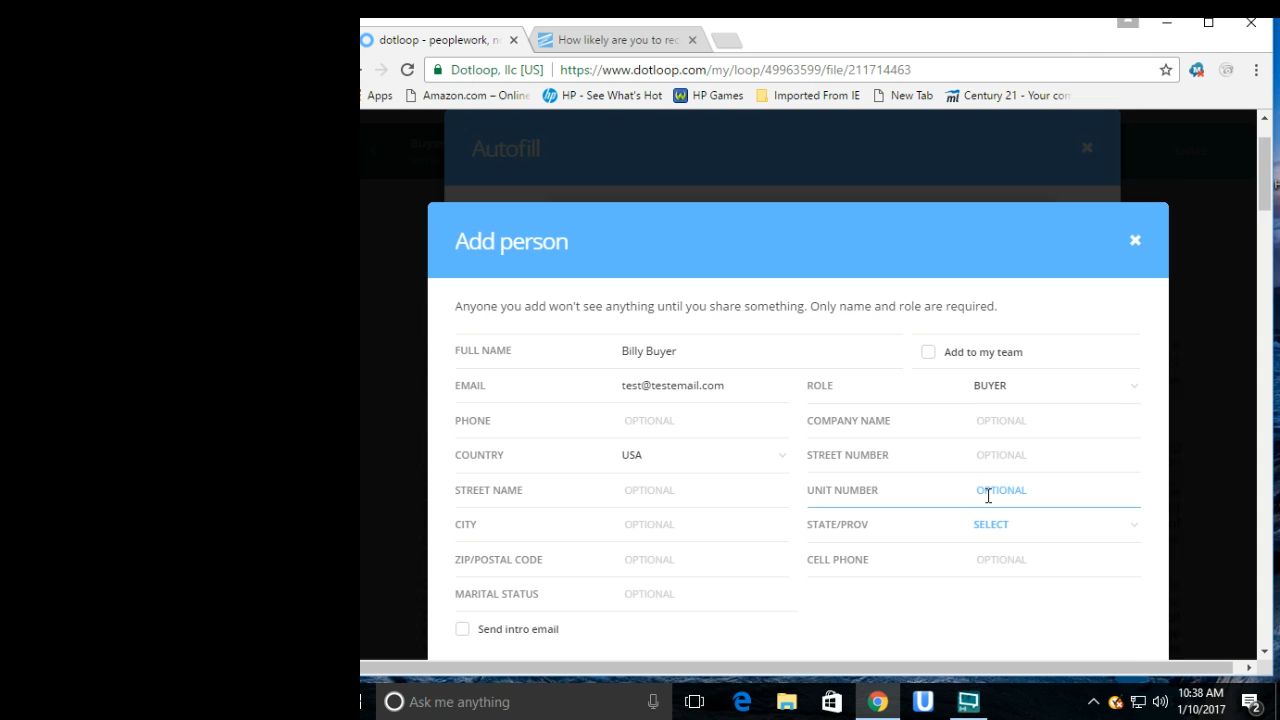 dotloop - peoplework, n
How likely are you to rec
Dotloop, llc [US]
https://www.dotloop.com/my/loop/49963599/file/211714463
Apps
Amazon.com – Online
HP - See What's Hot
HP Games
Imported From IE
New Tab
Century 21 - Your con
Autofill
Add person
Anyone you add won't see anything until you share something. Only name and role are required.
FULL NAME Billy Buyer
Add to my team
EMAIL test@testemail.com
ROLE BUYER
PHONE OPTIONAL
COMPANY NAME OPTIONAL
COUNTRY USA
STREET NUMBER OPTIONAL
STREET NAME OPTIONAL
UNIT NUMBER OPTIONAL
CITY OPTIONAL
STATE/PROV SELECT
ZIP/POSTAL CODE OPTIONAL
CELL PHONE OPTIONAL
MARITAL STATUS OPTIONAL
Send intro email
Ask me anything
10:38 AM
1/10/2017
2